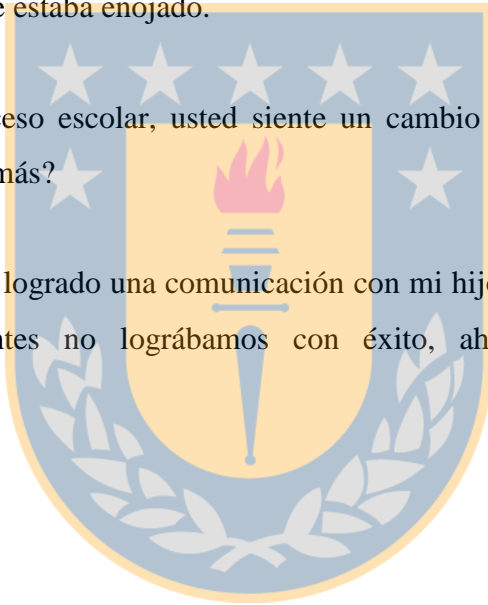 estaba enojado.
eso escolar, usted siente un cambio
más?
logrado una comunicación con mi hijo
ntes no lográbamos con éxito, ah